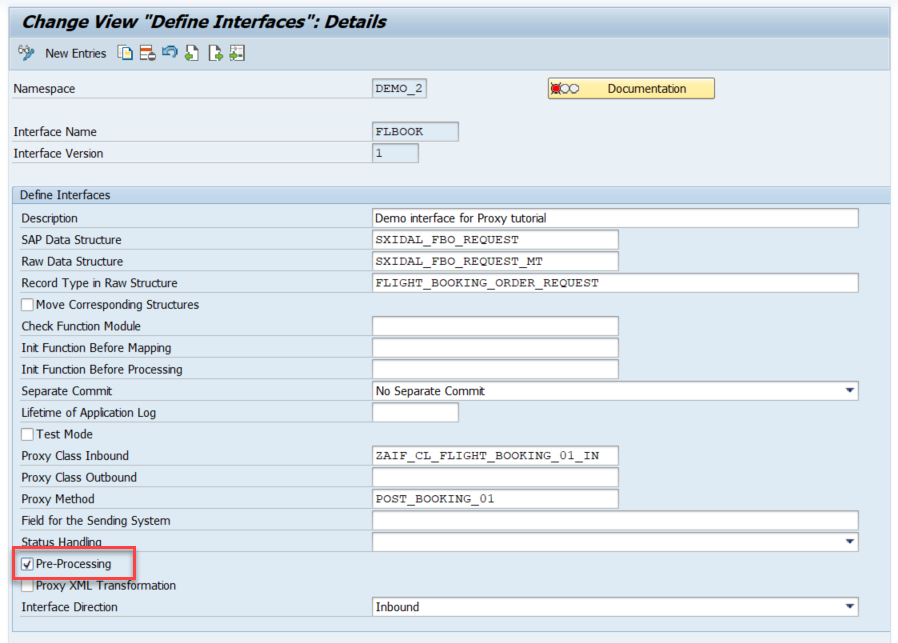 Change View "Define Interfaces": Details
New Entries
Namespace DEMO_2 Documentation
Interface Name FLBOOK
Interface Version 1
Define Interfaces
Description Demo interface for Proxy tutorial
SAP Data Structure SXIDAL_FBO_REQUEST
Raw Data Structure SXIDAL_FBO_REQUEST_MT
Record Type in Raw Structure FLIGHT_BOOKING_ORDER_REQUEST
Move Corresponding Structures
Check Function Module
Init Function Before Mapping
Init Function Before Processing
Separate Commit No Separate Commit
Lifetime of Application Log
Test Mode
Proxy Class Inbound ZAIF_CL_FLIGHT_BOOKING_01_IN
Proxy Class Outbound
Proxy Method POST_BOOKING_01
Field for the Sending System
Status Handling
Pre-Processing
Proxy XML Transformation
Interface Direction Inbound